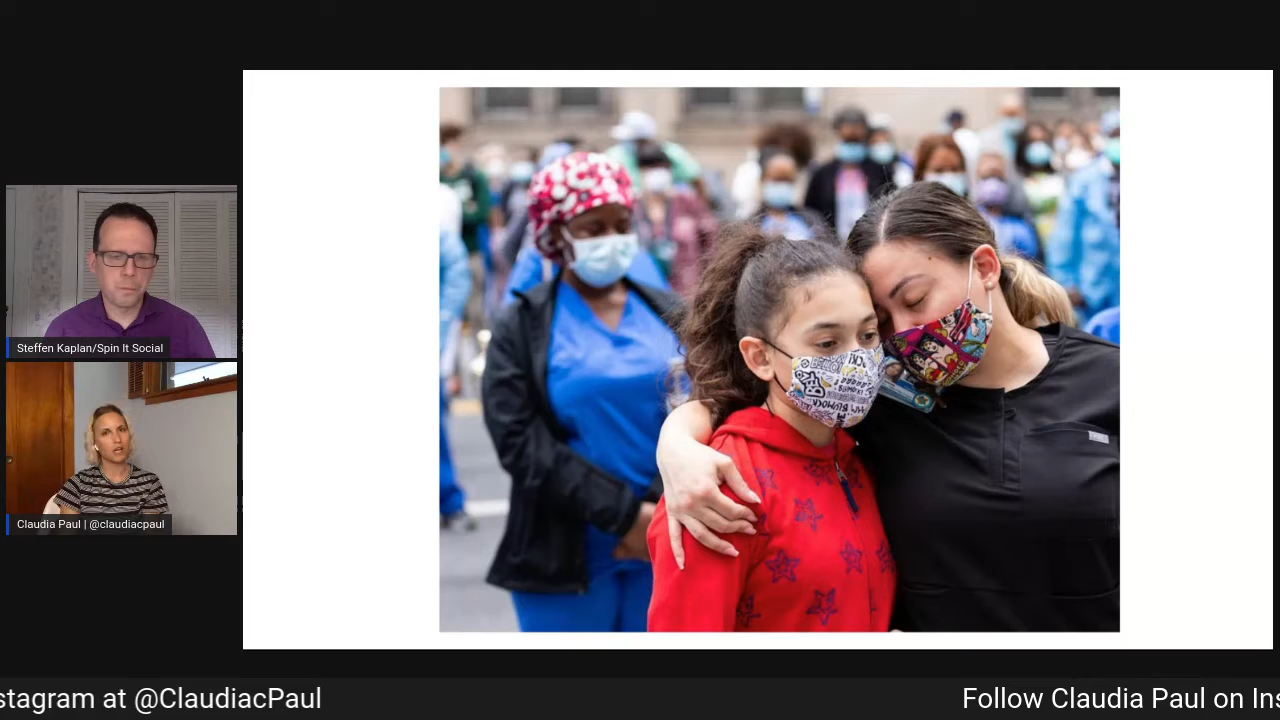 Steffen Kaplan/Spin It Social
Claudia Paul | @claudiacpaul
stagram at @ClaudiacPaul
Follow Claudia Paul on Ins